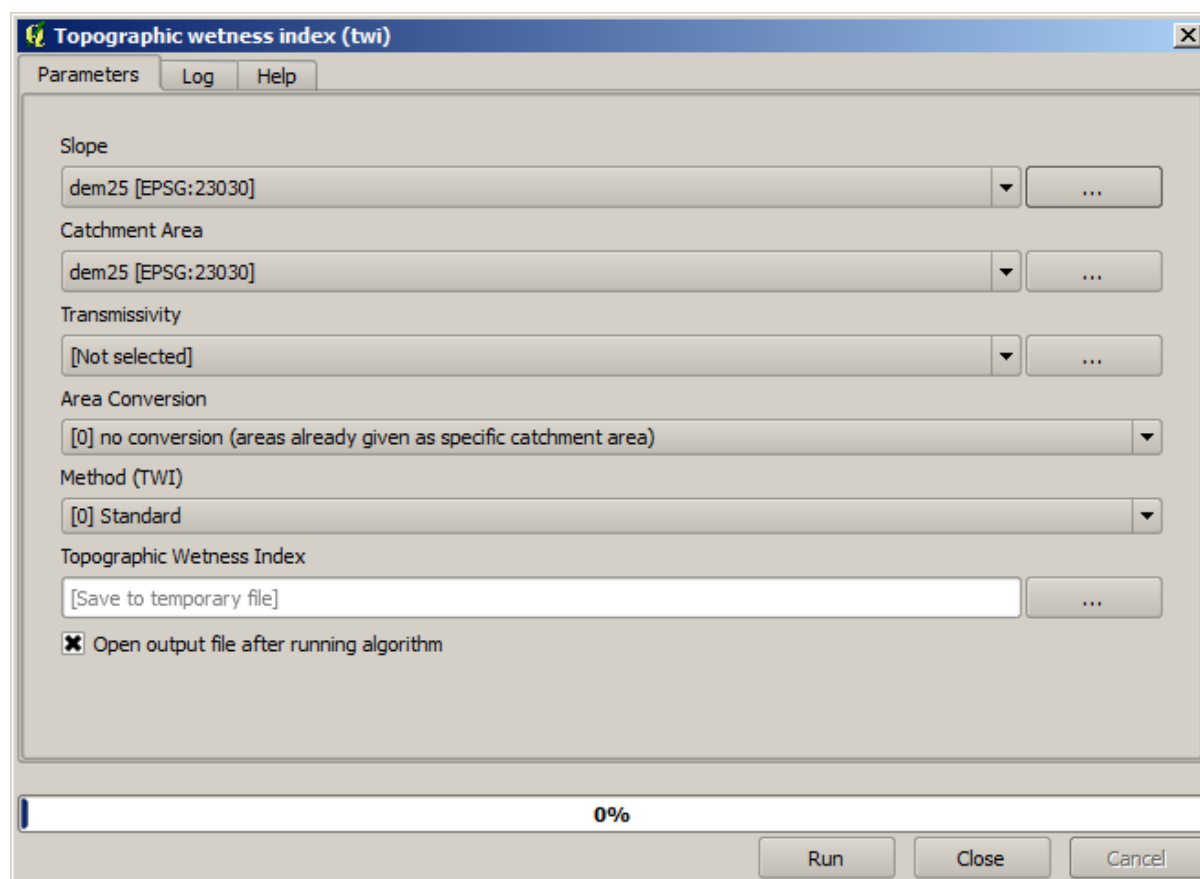 Topographic wetness index (twi)
Parameters Log Help
Slope
dem25 [EPSG:23030] ...
Catchment Area
dem25 [EPSG:23030] ...
Transmissivity
[Not selected] ...
Area Conversion
[0] no conversion (areas already given as specific catchment area)
Method (TWI)
[0] Standard
Topographic Wetness Index
[Save to temporary file] ...
Open output file after running algorithm
0%
Run Close Cancel